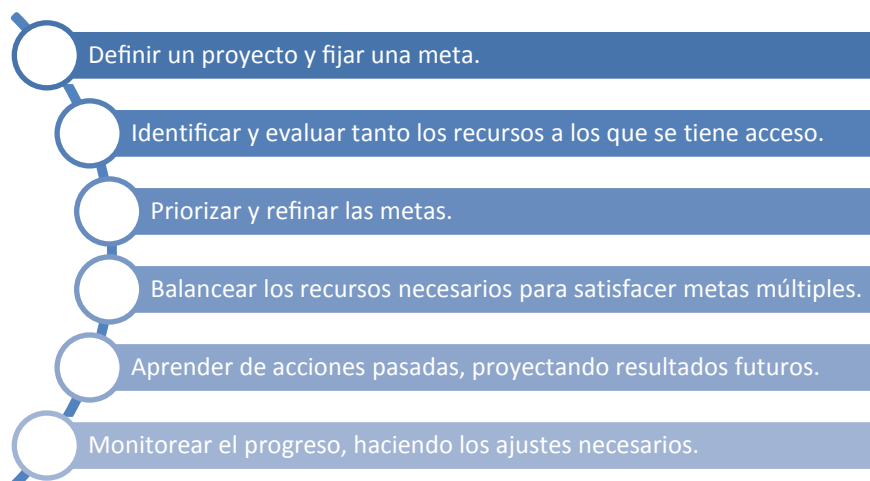 Definir un proyecto y fijar una meta.
Identificar y evaluar tanto los recursos a los que se tiene acceso.
Priorizar y refinar las metas.
Balancear los recursos necesarios para satisfacer metas múltiples.
Aprender de acciones pasadas, proyectando resultados futuros.
Monitorear el progreso, haciendo los ajustes necesarios.